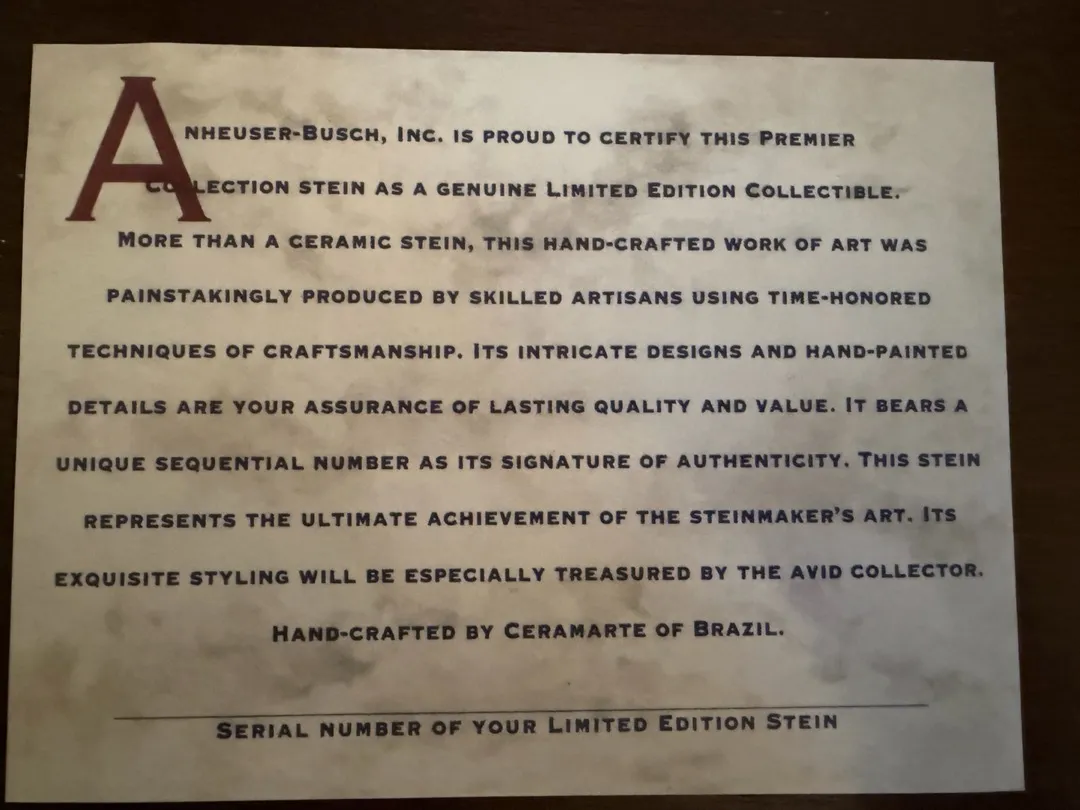 Anheuser-Busch, Inc. is proud to certify this Premier
Collection stein as a genuine Limited Edition Collectible.
More than a ceramic stein, this hand-crafted work of art was
painstakingly produced by skilled artisans using time-honored
techniques of craftsmanship. Its intricate designs and hand-painted
details are your assurance of lasting quality and value. It bears a
unique sequential number as its signature of authenticity. This stein
represents the ultimate achievement of the steinmaker's art. Its
exquisite styling will be especially treasured by the avid collector.
Hand-crafted by Ceramarte of Brazil.
Serial number of your Limited Edition Stein